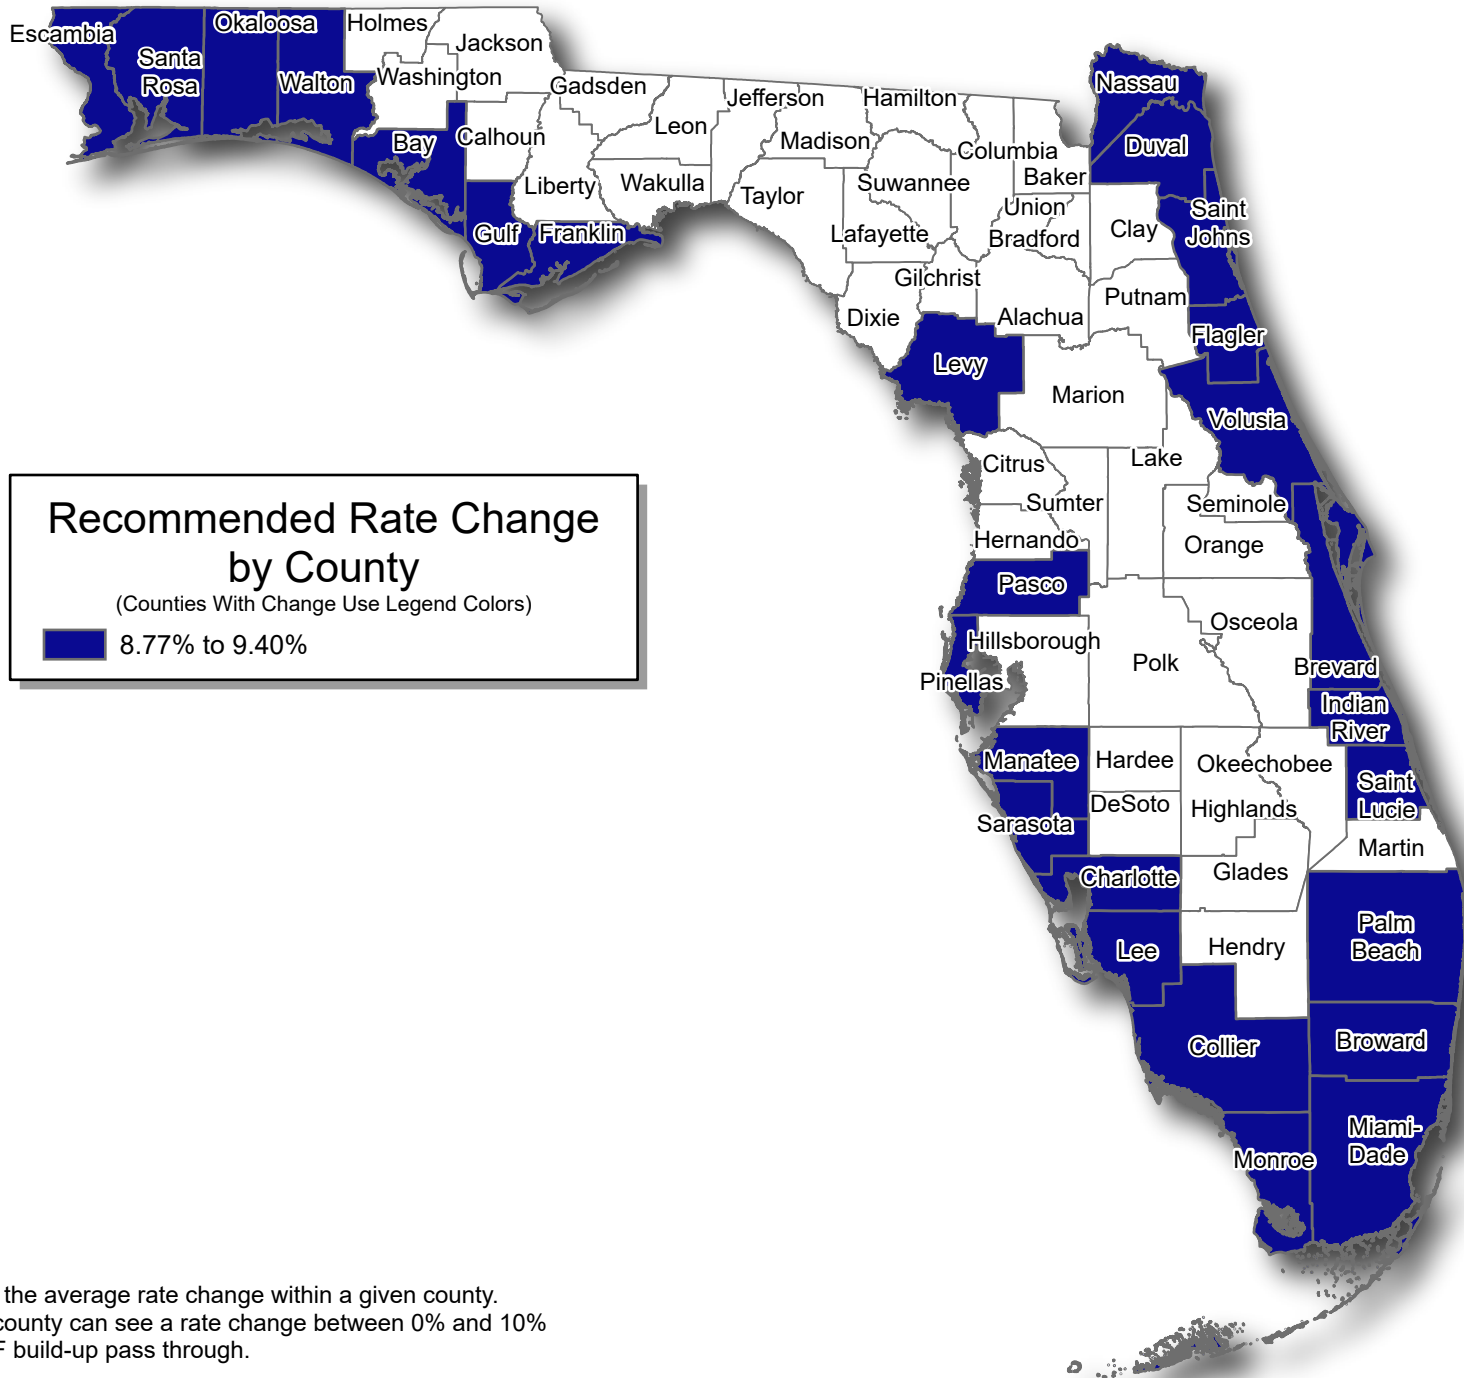 Escambia
Okaloosa
Holmes
Jackson
Santa
Rosa
Walton
Washington
Gadsden
Jefferson
Hamilton
Nassau
Bay
Calhoun
Leon
Madison
Columbia
Duval
Liberty
Wakulla
Taylor
Suwannee
Baker
Union
Saint
Johns
Gulf
Franklin
Lafayette
Bradford
Clay
Gilchrist
Putnam
Dixie
Alachua
Flagler
Levy
Marion
Volusia
Citrus
Lake
Sumter
Seminole
Hernando
Orange
Recommended Rate Change
by County
(Counties With Change Use Legend Colors)
8.77% to 9.40%
Pasco
Osceola
Hillsborough
Polk
Brevard
Pinellas
Indian
River
Manatee
Hardee
Okeechobee
Saint
Lucie
DeSoto
Highlands
Sarasota
Martin
Charlotte
Glades
Palm
Beach
Lee
Hendry
Collier
Broward
Miami-
Dade
Monroe
the average rate change within a given county.
county can see a rate change between 0% and 10%
F build-up pass through.